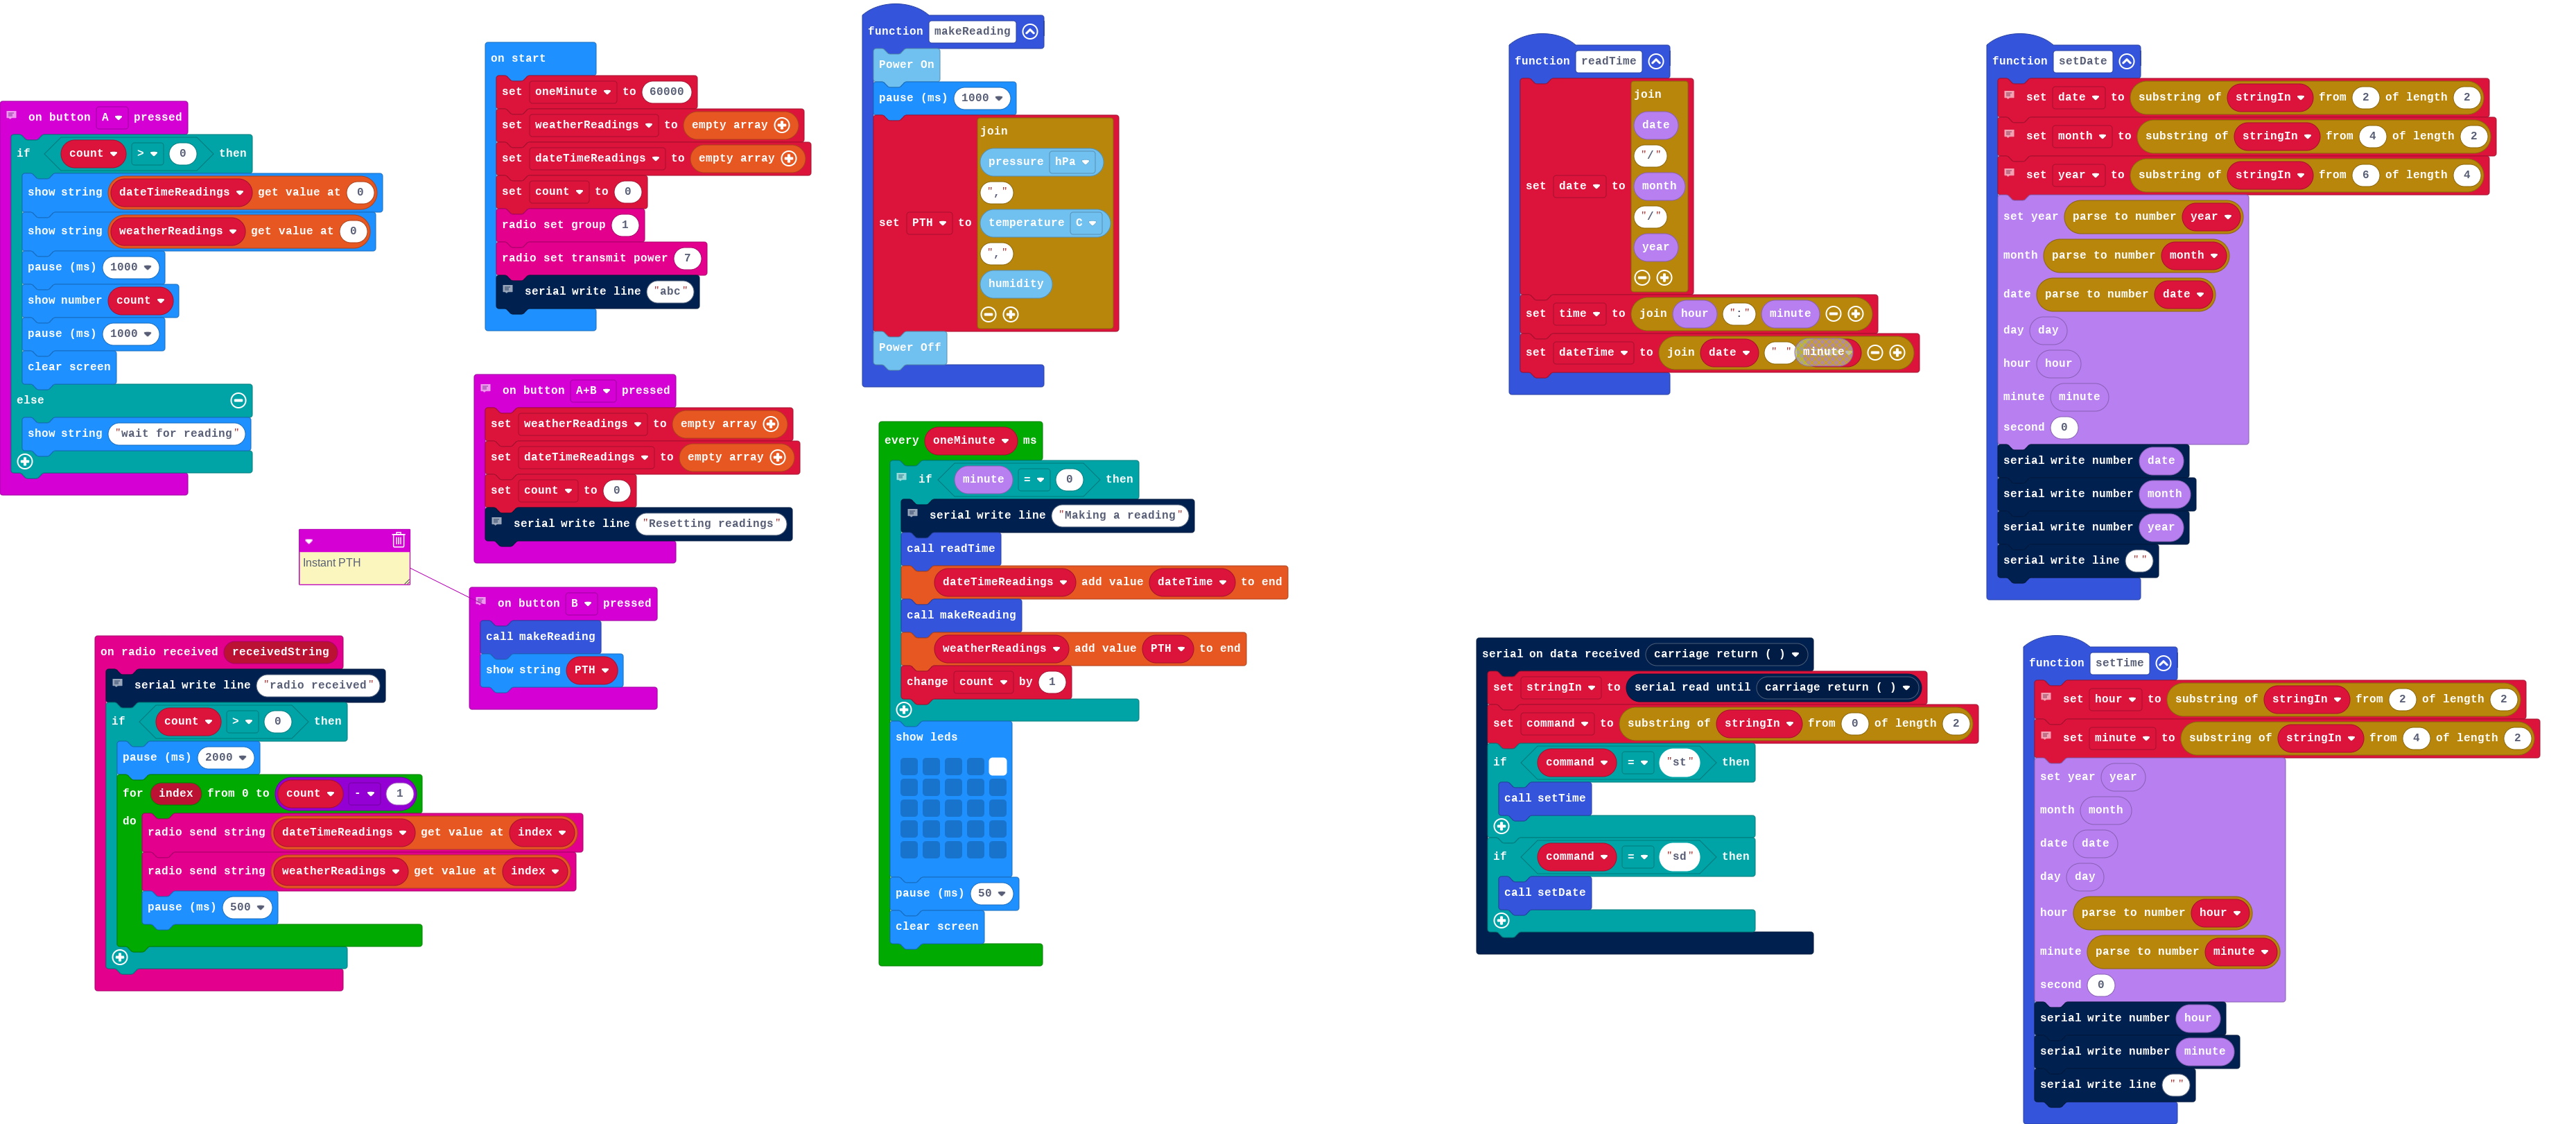 on button A pressed
if count > 0 then
show string dateTimeReadings get value at 0
show string weatherReadings get value at 0
pause (ms) 1000
show number count
pause (ms) 1000
clear screen
else
show string "wait for reading"
on start
set oneMinute to 60000
set weatherReadings to empty array
set dateTimeReadings to empty array
set count to 0
radio set group 1
radio set transmit power 7
serial write line "abc"
on button A+B pressed
set weatherReadings to empty array
set dateTimeReadings to empty array
set count to 0
serial write line "Resetting readings"
Instant PTH
on button B pressed
call makeReading
show string PTH
on radio received receivedString
serial write line "radio received"
if count > 0 then
pause (ms) 2000
for index from 0 to count - 1
do
radio send string dateTimeReadings get value at index
radio send string weatherReadings get value at index
pause (ms) 500
function makeReading
Power On
pause (ms) 1000
set PTH to
join
pressure hPa
","
temperature C
","
humidity
Power Off
every oneMinute ms
if minute = 0 then
serial write line "Making a reading"
call readTime
dateTimeReadings add value dateTime to end
call makeReading
weatherReadings add value PTH to end
change count by 1
show leds
pause (ms) 50
clear screen
function readTime
set date to
join
date
"/"
month
"/"
year
set time to join hour ":" minute
set dateTime to join date " " minute
serial on data received carriage return ( )
set stringIn to serial read until carriage return ( )
set command to substring of stringIn from 0 of length 2
if command = "st" then
call setTime
if command = "sd" then
call setDate
function setDate
set date to substring of stringIn from 2 of length 2
set month to substring of stringIn from 4 of length 2
set year to substring of stringIn from 6 of length 4
set year parse to number year
month parse to number month
date parse to number date
day day
hour hour
minute minute
second 0
serial write number date
serial write number month
serial write number year
serial write line ""
function setTime
set hour to substring of stringIn from 2 of length 2
set minute to substring of stringIn from 4 of length 2
set year year
month month
date date
day day
hour parse to number hour
minute parse to number minute
second 0
serial write number hour
serial write number minute
serial write line ""